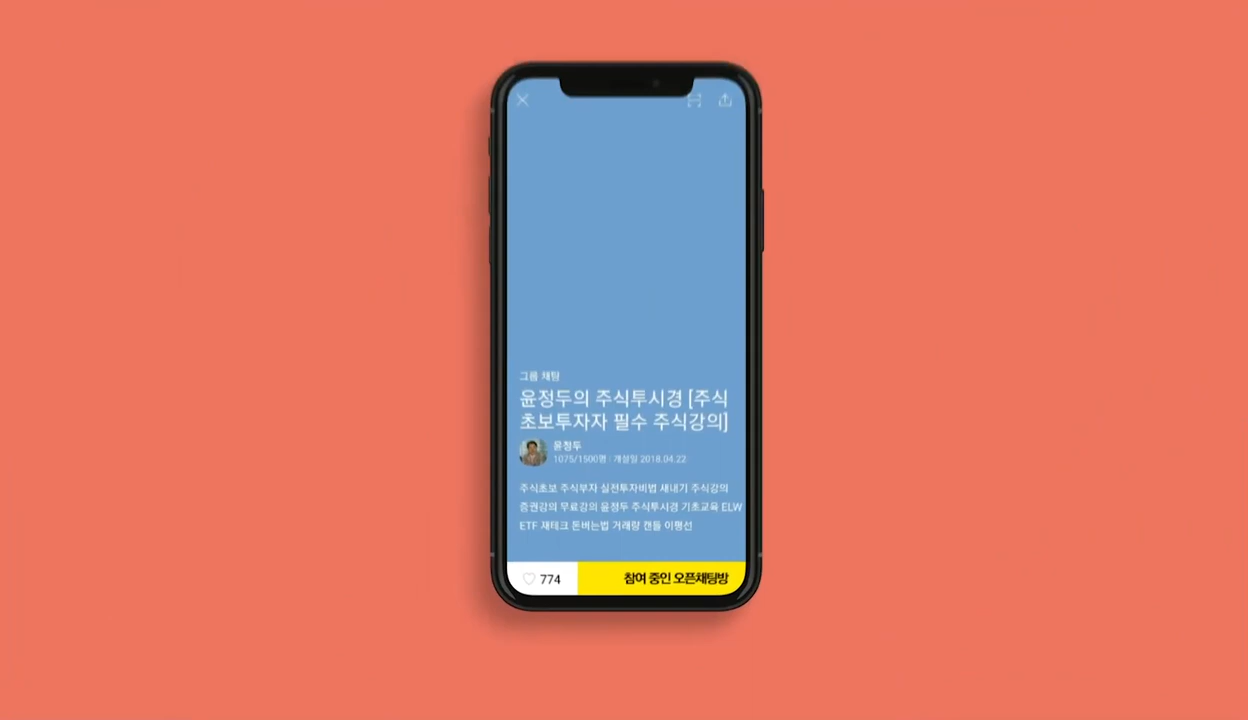 그룹 채팅
윤정두의 주식투시경 [주식
초보투자자 필수 주식강의]
윤정두
1075/1500명 | 개설일 2018.04.22
주식초보 주식부자 실전투자비법 새내기 주식강의
증권강의 무료강의 윤정두 주식투시경 기초교육 ELW
ETF 재테크 돈버는법 거래량 캔들 이평선
774
참여 중인 오픈채팅방